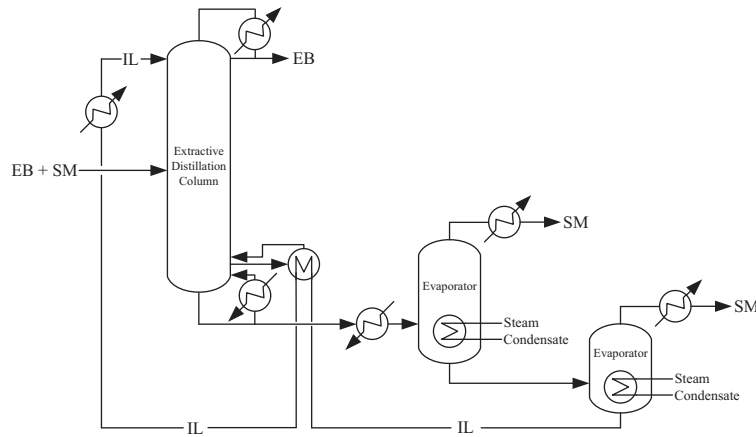 IL
EB
EB + SM
Extractive
Distillation
Column
SM
Evaporator
Steam
Condensate
SM
Evaporator
Steam
Condensate
IL
IL